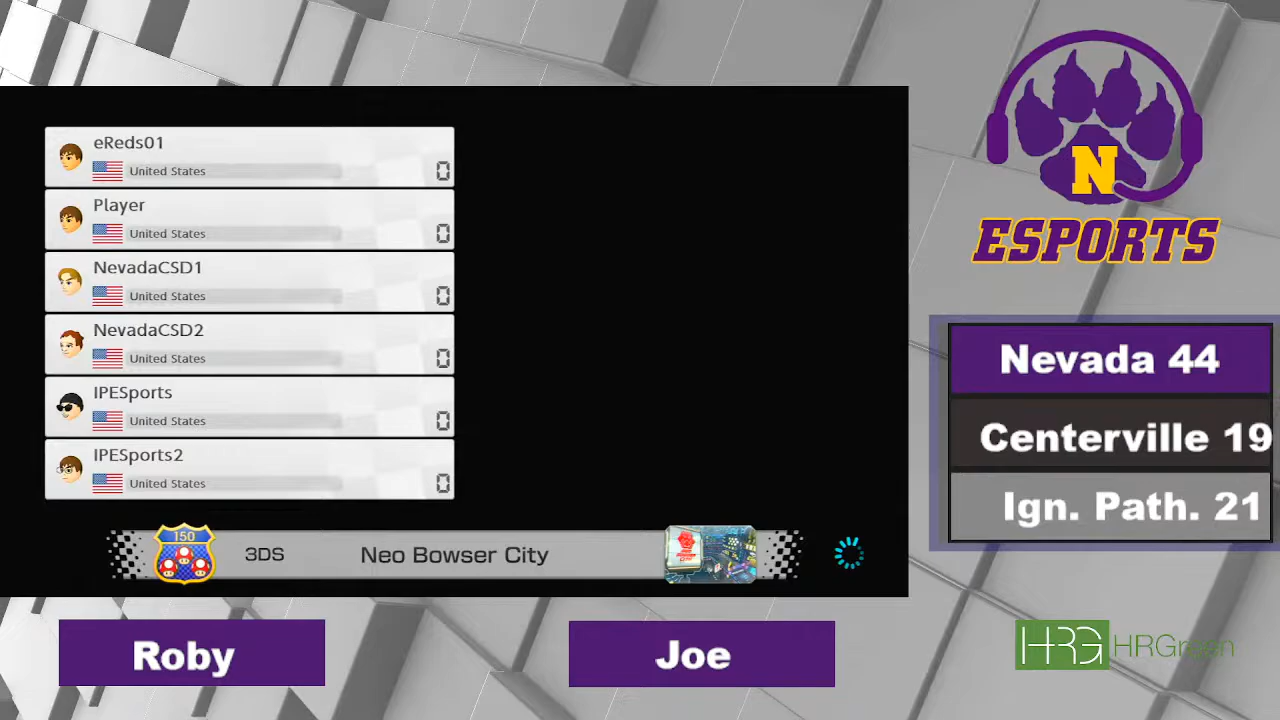 eReds01
United States 0
Player
United States 0
NevadaCSD1
United States 0
NevadaCSD2
United States 0
IPESports
United States 0
IPESports2
United States 0
150
3DS Neo Bowser City
N
ESPORTS
Nevada 44
Centerville 19
Ign. Path. 21
Roby
Joe
HRG HRGreen